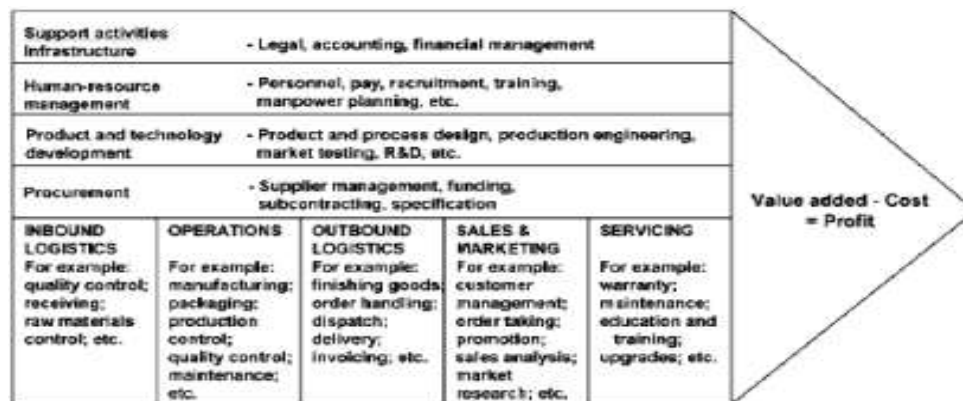 Support activities
Infrastructure
- Legal, accounting, financial management
Human-resource
management
- Personnel, pay, recruitment, training,
manpower planning, etc.
Product and technology
development
- Product and process design, production engineering,
market testing, R&D, etc.
Procurement
- Supplier management, funding,
subcontracting, specification
INBOUND
LOGISTICS
For example:
quality control;
receiving;
raw materials
control; etc.
OPERATIONS
For example:
manufacturing;
packaging;
production
control;
quality control;
maintenance;
etc.
OUTBOUND
LOGISTICS
For example:
finishing goods;
order handling;
dispatch;
delivery;
invoicing; etc.
SALES &
MARKETING
For example:
customer
management;
order taking;
promotion;
sales analysis;
market
research; etc.
SERVICING
For example:
warranty;
maintenance;
education and
training;
upgrades; etc.
Value added - Cost
= Profit